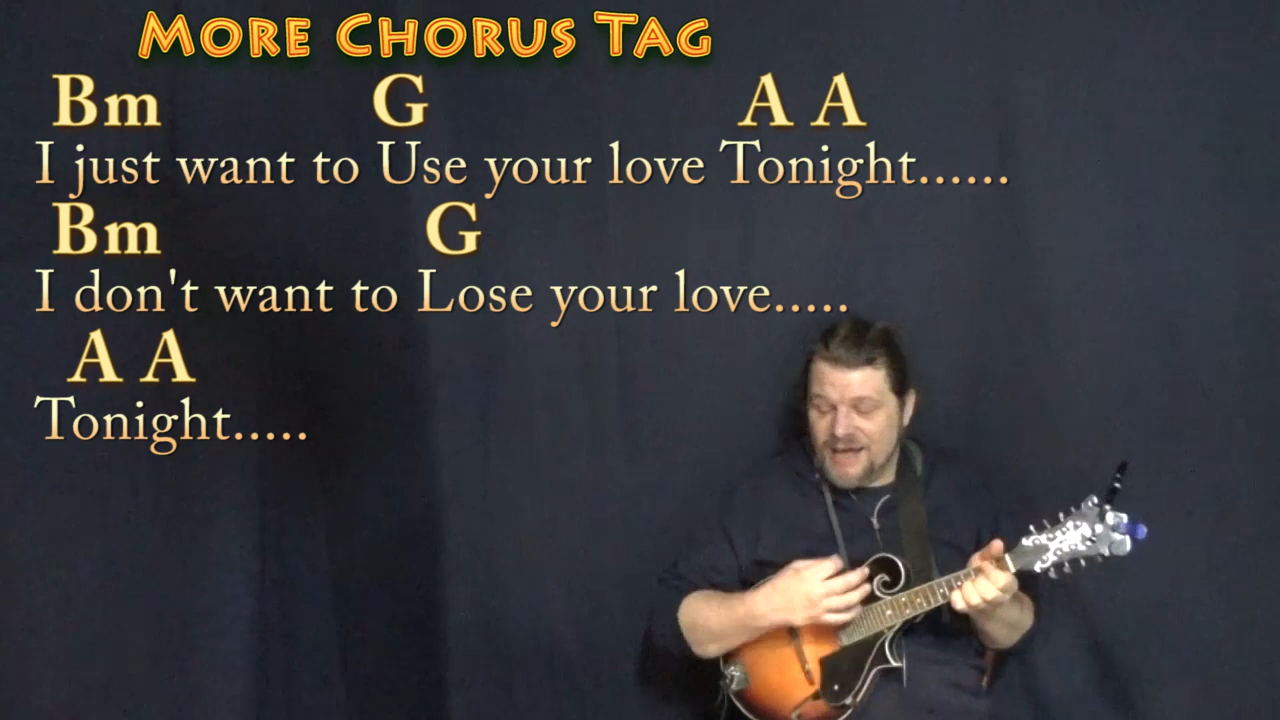 MORE CHORUS TAG
Bm G A A
I just want to Use your love Tonight......
Bm G
I don't want to Lose your love.....
A A
Tonight.....